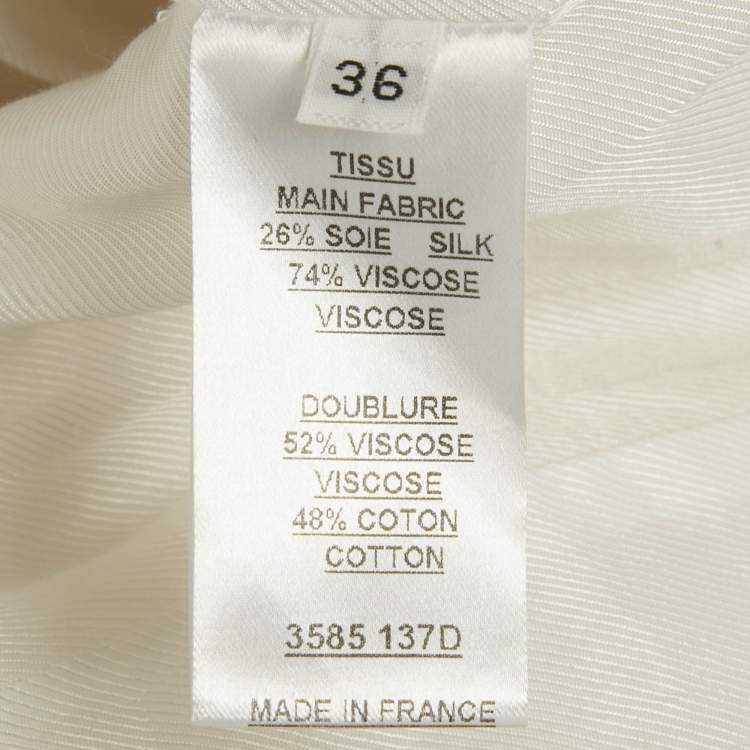 36
TISSU
MAIN FABRIC
26% SOIE SILK
74% VISCOSE
VISCOSE
DOUBLURE
52% VISCOSE
VISCOSE
48% COTON
COTTON
3585 137D
MADE IN FRANCE